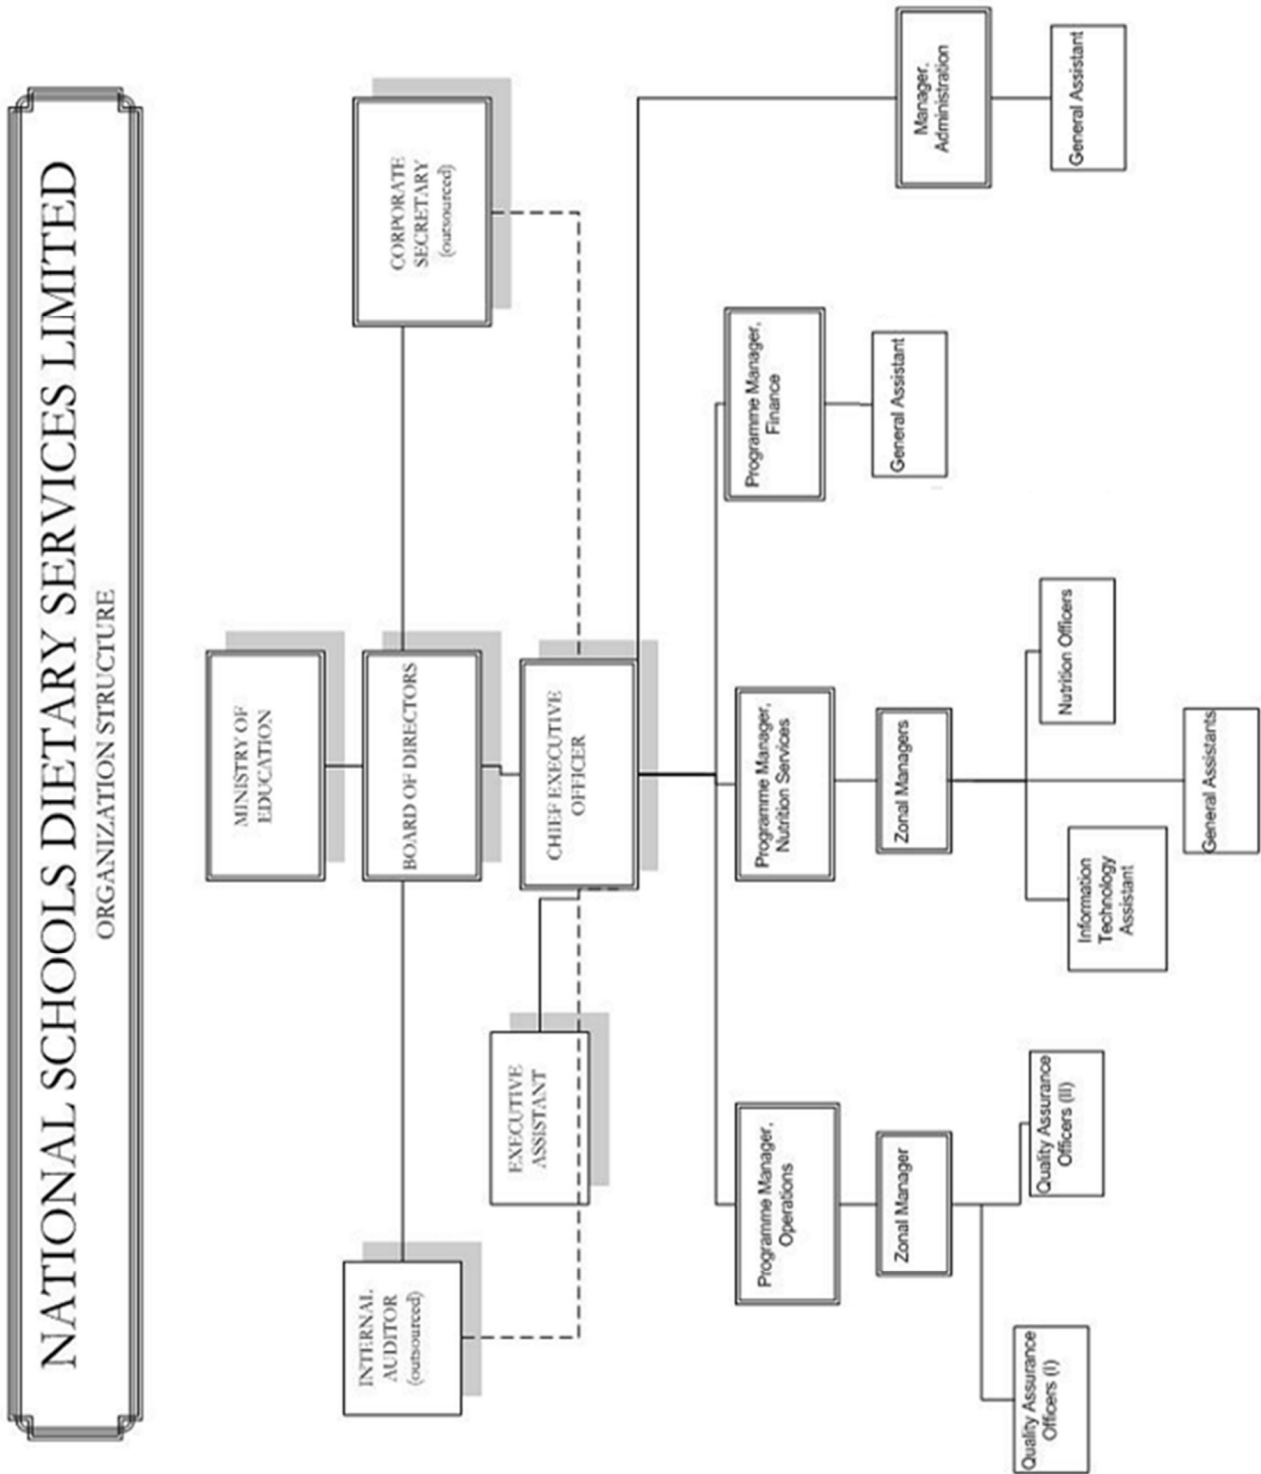 NATIONAL SCHOOLS DIETARY SERVICES LIMITED
ORGANIZATION STRUCTURE
MINISTRY OF
EDUCATION
INTERNAL
AUDITOR
(outsourced)
BOARD OF DIRECTORS
CORPORATE
SECRETARY
(outsourced)
EXECUTIVE
ASSISTANT
CHIEF EXECUTIVE
OFFICER
Programme Manager,
Operations
Programme Manager,
Nutrition Services
Programme Manager,
Finance
Manager,
Administration
Zonal Manager
Zonal Managers
General Assistant
General Assistant
Quality Assurance
Officers (I)
Quality Assurance
Officers (II)
Information
Technology
Assistant
Nutrition Officers
General Assistants